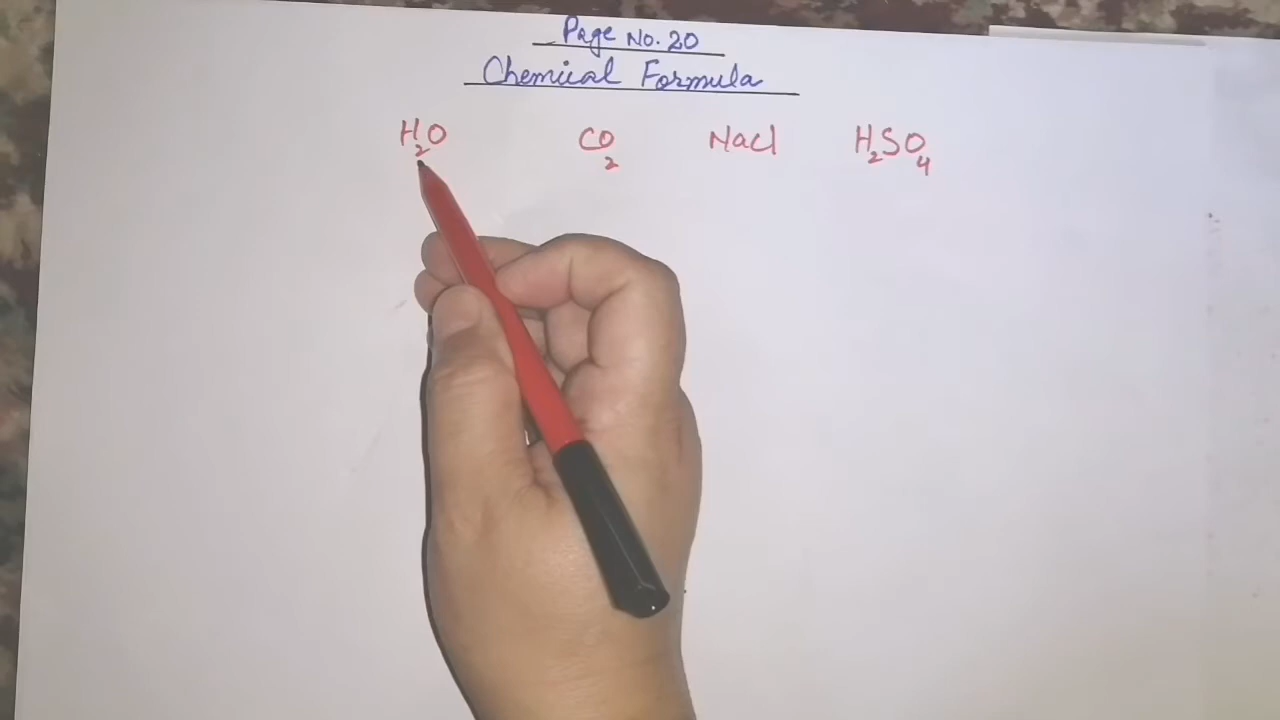 Page No. 20
Chemical Formula
H₂O CO₂ NaCl H₂SO₄